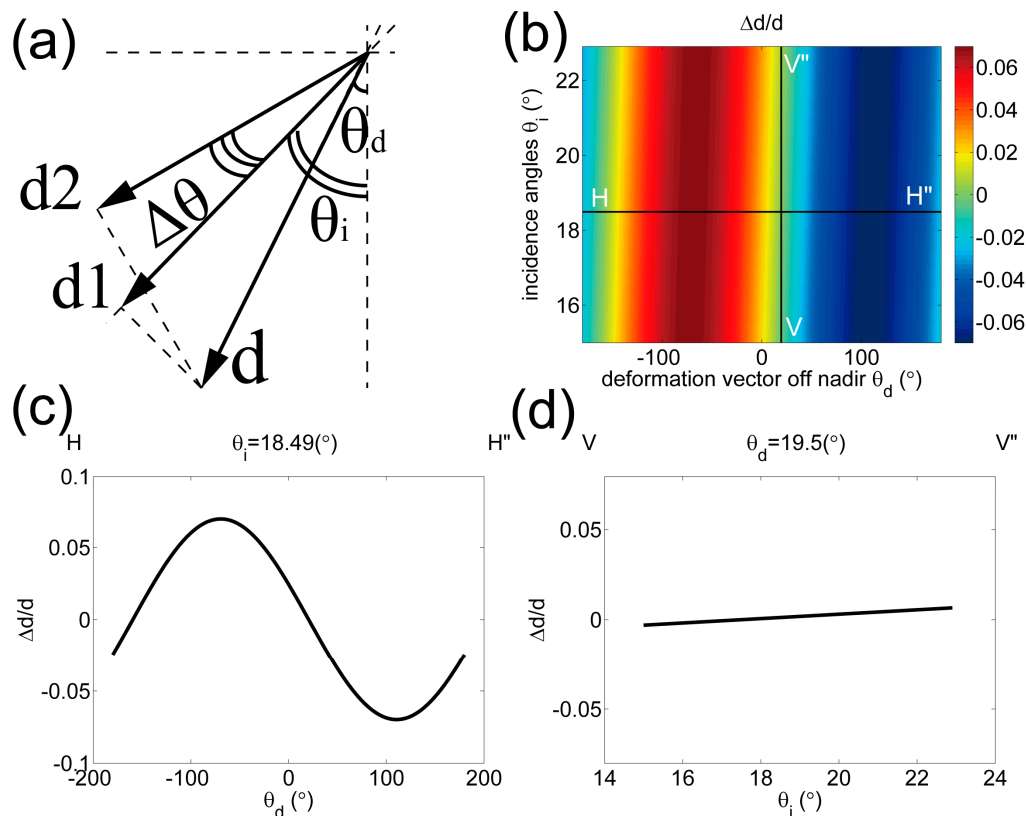 (a)
θd
θi
Δθ
d2
d1
d
(b)
Δd/d
incidence angles θi (°)
22
20
18
16
V"
H
H"
V
-100
0
100
deformation vector off nadir θd (°)
0.06
0.04
0.02
0
-0.02
-0.04
-0.06
(c)
H
θi=18.49(°)
H"
0.1
0.05
0
-0.05
-0.1
Δd/d
-200
-100
0
100
200
θd (°)
(d)
V
θd=19.5(°)
V"
0.05
0
-0.05
Δd/d
14
16
18
20
22
24
θi (°)